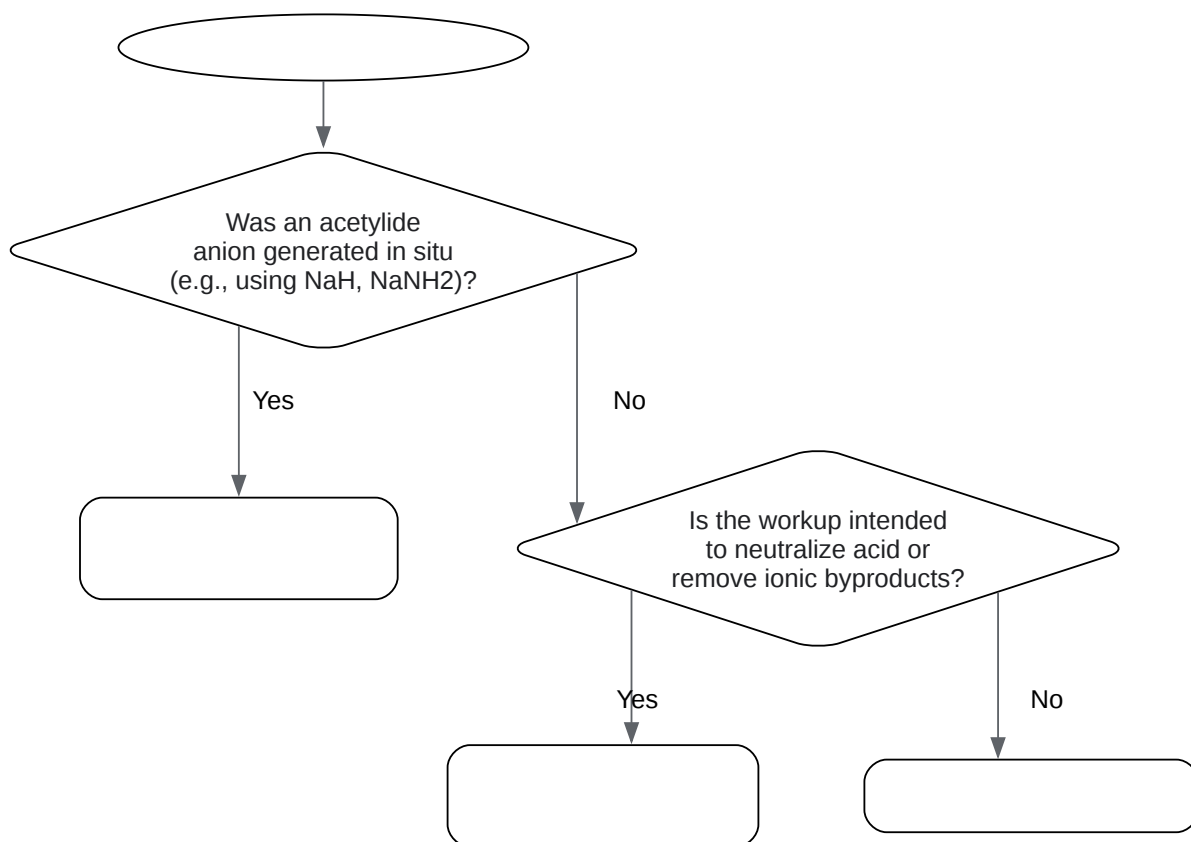 Was an acetylide
anion generated in situ
(e.g., using NaH, NaNH2)?
Yes
No
Is the workup intended
to neutralize acid or
remove ionic byproducts?
Yes
No